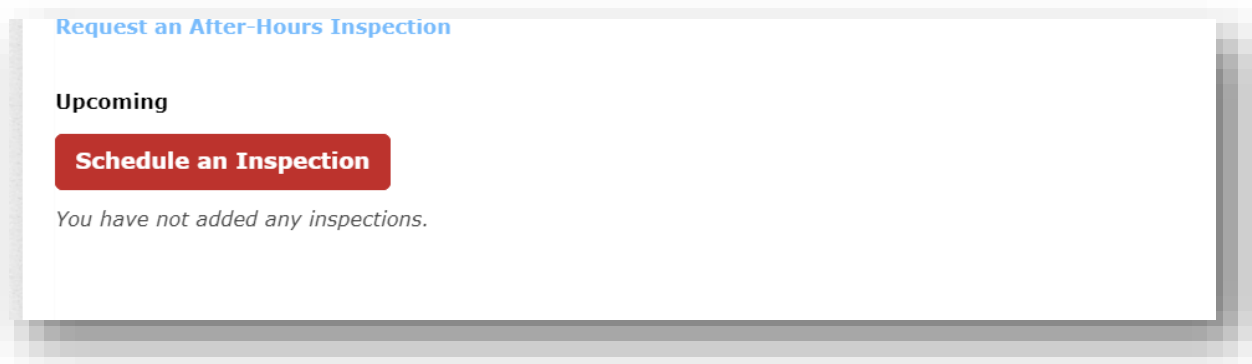 Request an After-Hours Inspection
Upcoming
Schedule an Inspection
You have not added any inspections.